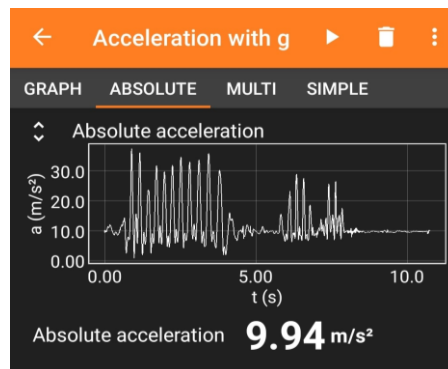 Acceleration with g
GRAPH ABSOLUTE MULTI SIMPLE
Absolute acceleration
a (m/s²)
30.0
20.0
10.0
0.00
0.00 5.00 10.0
t (s)
Absolute acceleration 9.94 m/s²